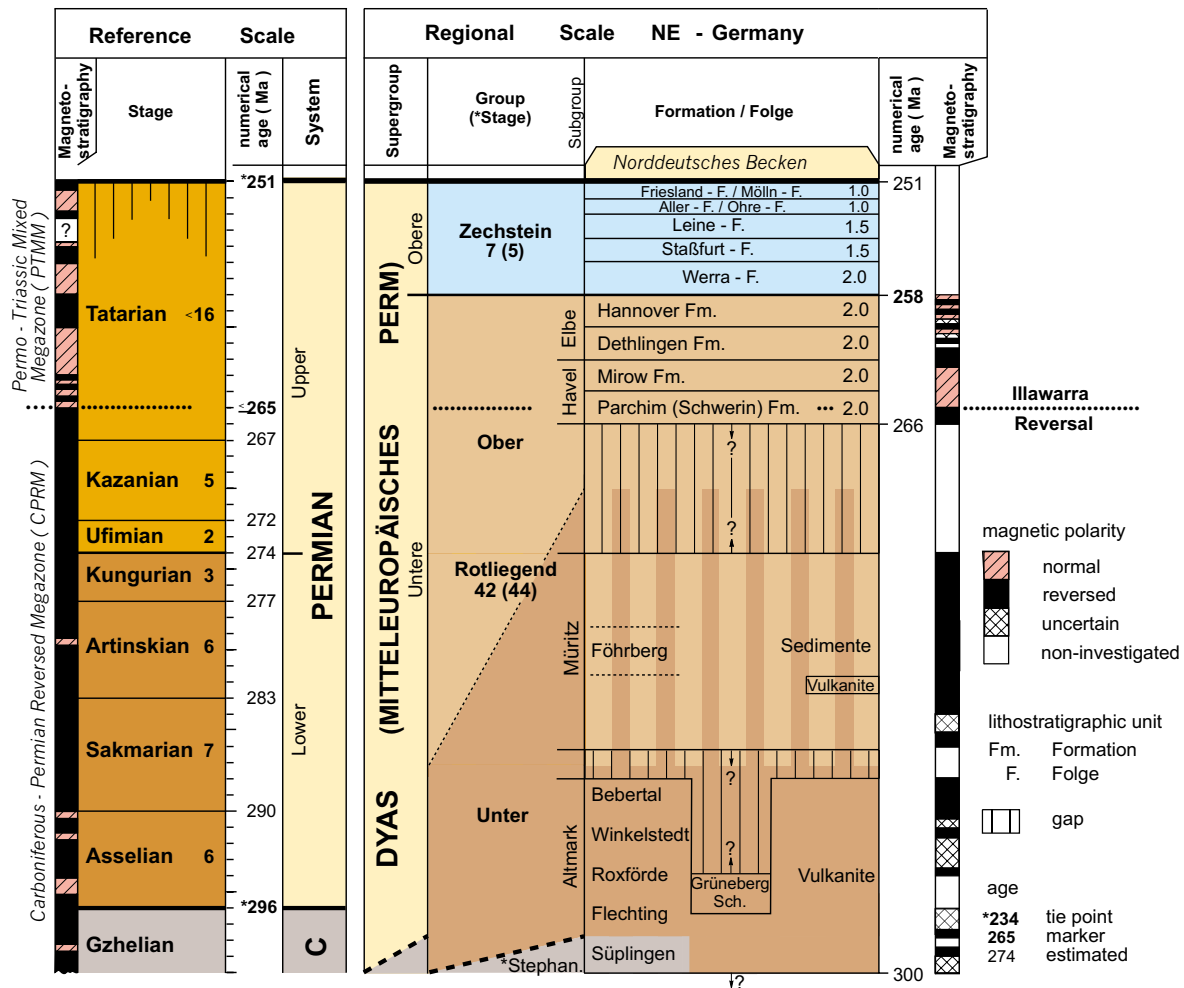 Reference Scale
Regional Scale NE - Germany
Magneto-
stratigraphy
Stage
numerical
age ( Ma )
System
Supergroup
Group
(*Stage)
Subgroup
Formation / Folge
numerical
age ( Ma )
Magneto-
stratigraphy
Norddeutsches Becken
Permo - Triassic Mixed
Megazone ( PTMM )
Carboniferous - Permian Reversed Megazone ( CPRM )
?
Tatarian <16
Kazanian 5
Ufimian 2
Kungurian 3
Artinskian 6
Sakmarian 7
Asselian 6
Gzhelian
*251
≤265
267
272
274
277
283
290
*296
Upper
Lower
PERMIAN
C
DYAS (MITTELEUROPÄISCHES PERM)
Obere
Untere
Zechstein
7 (5)
Ober
Rotliegend
42 (44)
Unter
*Stephan.
Elbe
Havel
Müritz
Altmark
Friesland - F. / Mölln - F. 1.0
Aller - F. / Ohre - F. 1.0
Leine - F. 1.5
Staßfurt - F. 1.5
Werra - F. 2.0
Hannover Fm. 2.0
Dethlingen Fm. 2.0
Mirow Fm. 2.0
Parchim (Schwerin) Fm. 2.0
?
?
Föhrberg
Sedimente
Vulkanite
?
Bebertal
Winkelstedt
?
Roxförde
Grüneberg
Sch.
Vulkanite
Flechting
Süplingen
?
251
258
266
300
Illawarra
Reversal
magnetic polarity
normal
reversed
uncertain
non-investigated
lithostratigraphic unit
Fm. Formation
F. Folge
gap
age
*234 tie point
265 marker
274 estimated